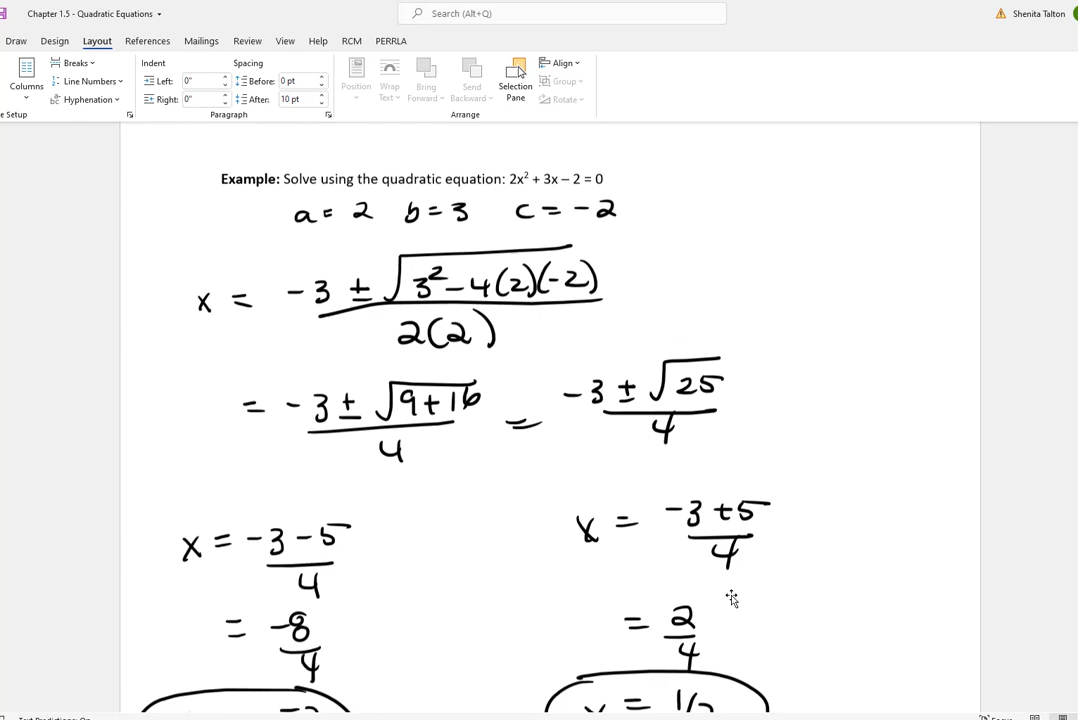 Chapter 1.5 - Quadratic Equations
Search (Alt+Q)
Shenita Talton
Draw Design Layout References Mailings Review View Help RCM PERRLA
Columns
Breaks
Line Numbers
Hyphenation
Indent
Left: 0"
Right: 0"
Spacing
Before: 0 pt
After: 10 pt
Position
Wrap Text
Bring Forward
Send Backward
Selection Pane
Align
Group
Rotate
e Setup
Paragraph
Arrange
Example: Solve using the quadratic equation: 2x² + 3x – 2 = 0
a = 2 b = 3 c = -2
x = -3 ± √3² - 4(2)(-2)
2(2)
= -3 ± √9+16 = -3 ± √25
4 4
x = -3 - 5 x = -3 + 5
4 4
= -8 = 2
4 4
x = 1/2